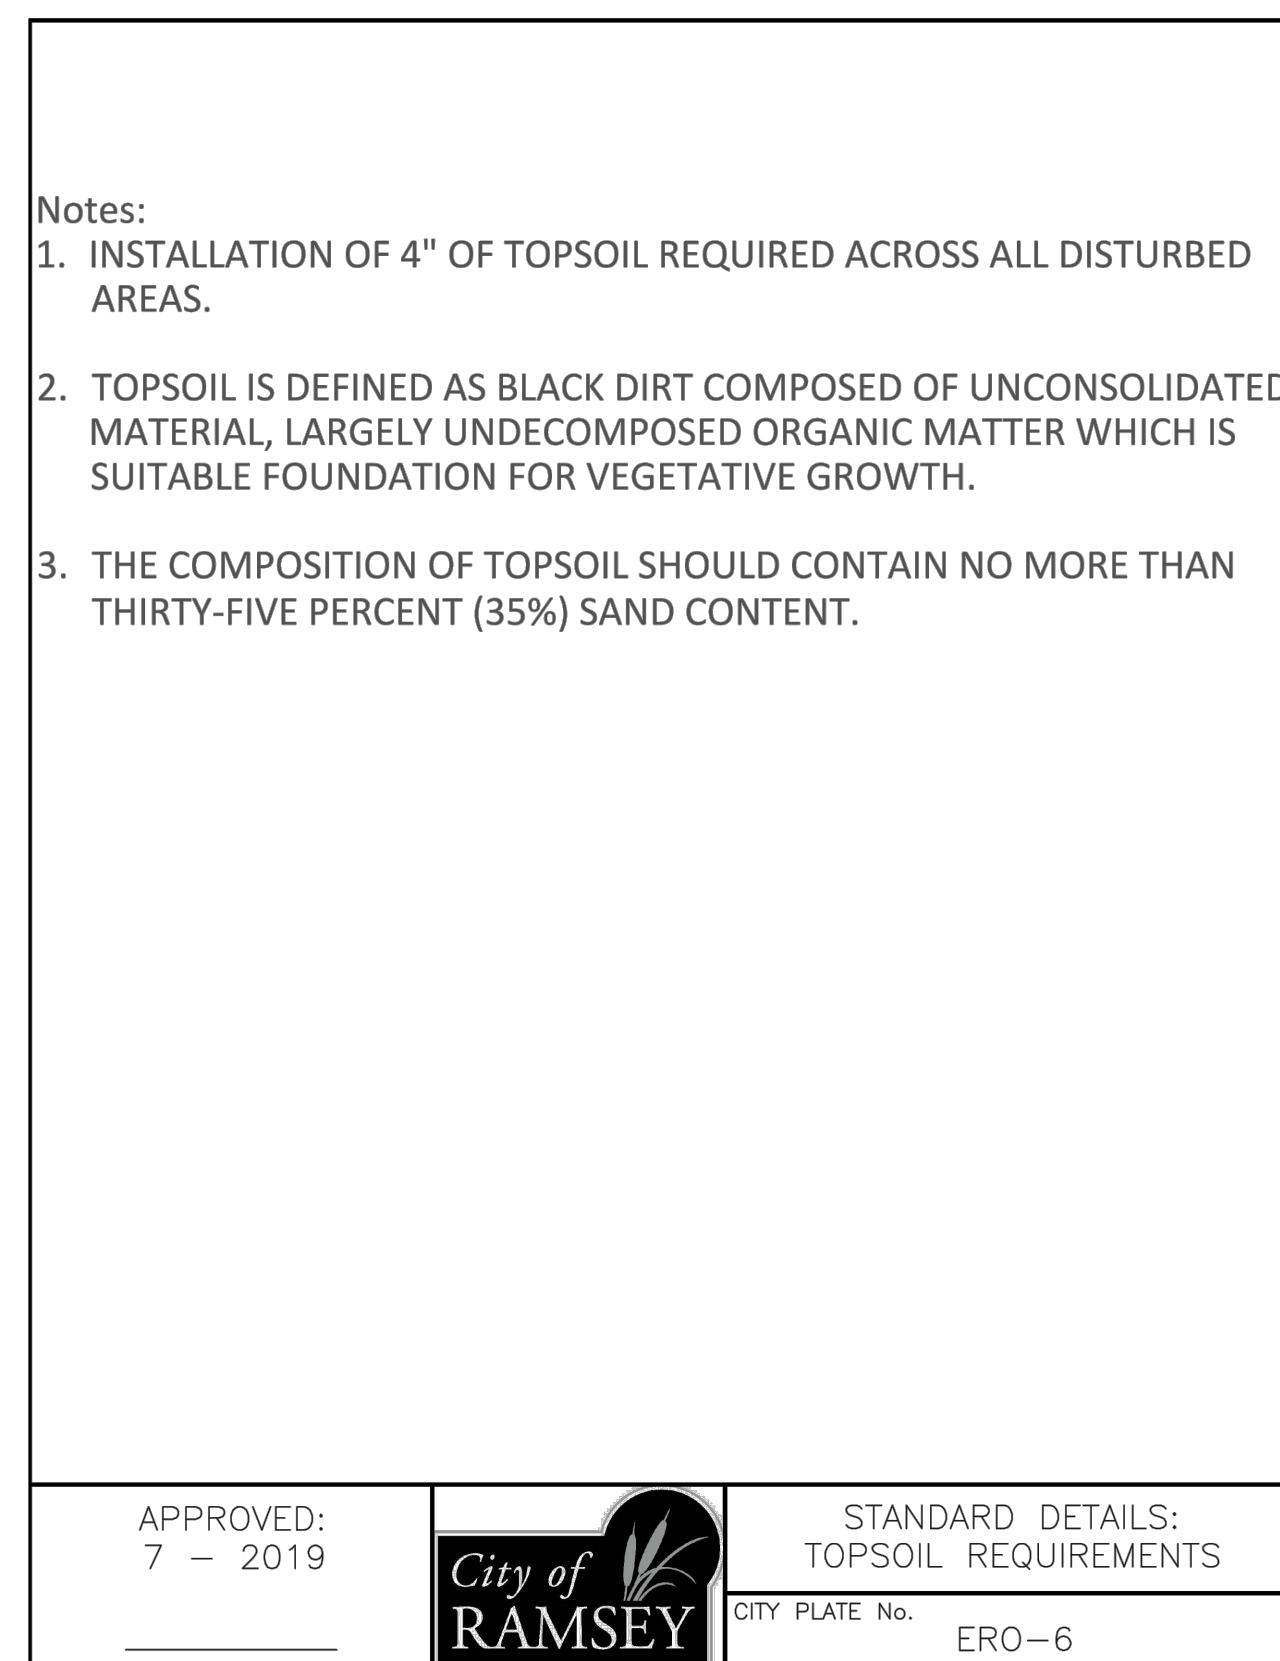 Notes:
1. INSTALLATION OF 4" OF TOPSOIL REQUIRED ACROSS ALL DISTURBED
AREAS.
2. TOPSOIL IS DEFINED AS BLACK DIRT COMPOSED OF UNCONSOLIDATED
MATERIAL, LARGELY UNDECOMPOSED ORGANIC MATTER WHICH IS
SUITABLE FOUNDATION FOR VEGETATIVE GROWTH.
3. THE COMPOSITION OF TOPSOIL SHOULD CONTAIN NO MORE THAN
THIRTY-FIVE PERCENT (35%) SAND CONTENT.
APPROVED:
7 - 2019
City of
RAMSEY
STANDARD DETAILS:
TOPSOIL REQUIREMENTS
CITY PLATE No.
ERO-6